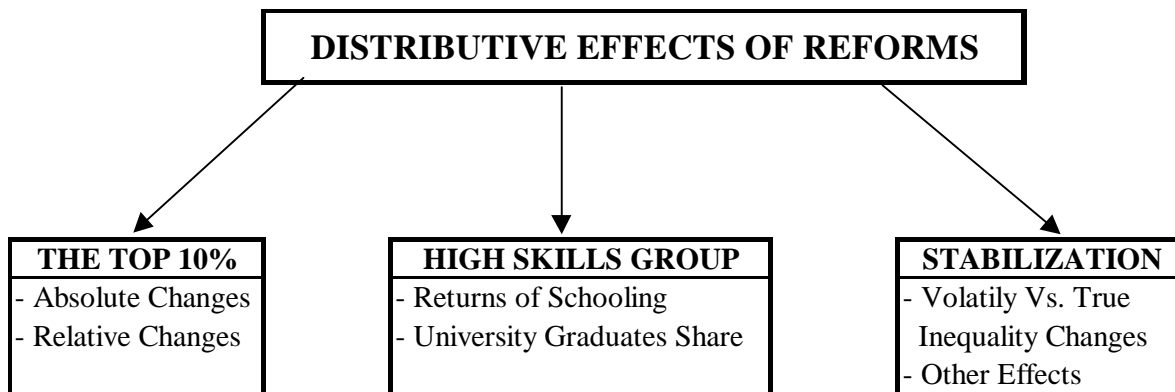 DISTRIBUTIVE EFFECTS OF REFORMS
THE TOP 10%
- Absolute Changes
- Relative Changes
HIGH SKILLS GROUP
- Returns of Schooling
- University Graduates Share
STABILIZATION
- Volatily Vs. True
Inequality Changes
- Other Effects